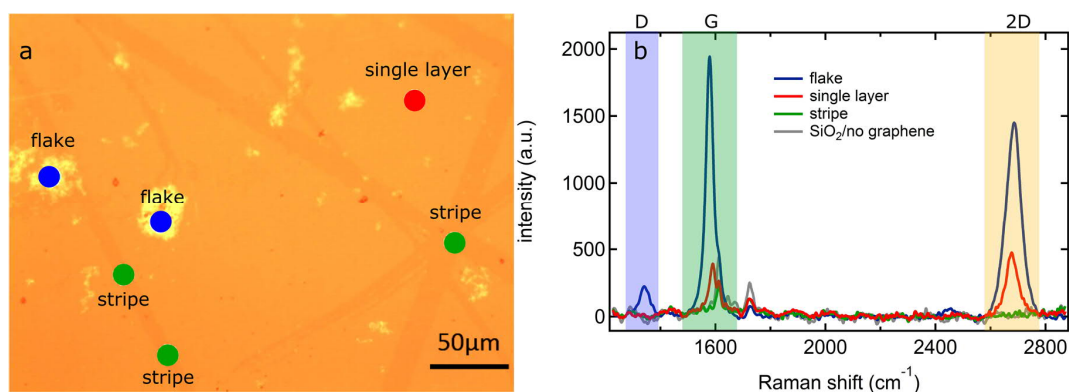 a
single layer
flake
flake
stripe
stripe
stripe
50μm
D
G
2D
b
flake
single layer
stripe
SiO₂/no graphene
intensity (a.u.)
2000
1500
1000
500
0
1600
2000
2400
2800
Raman shift (cm⁻¹)